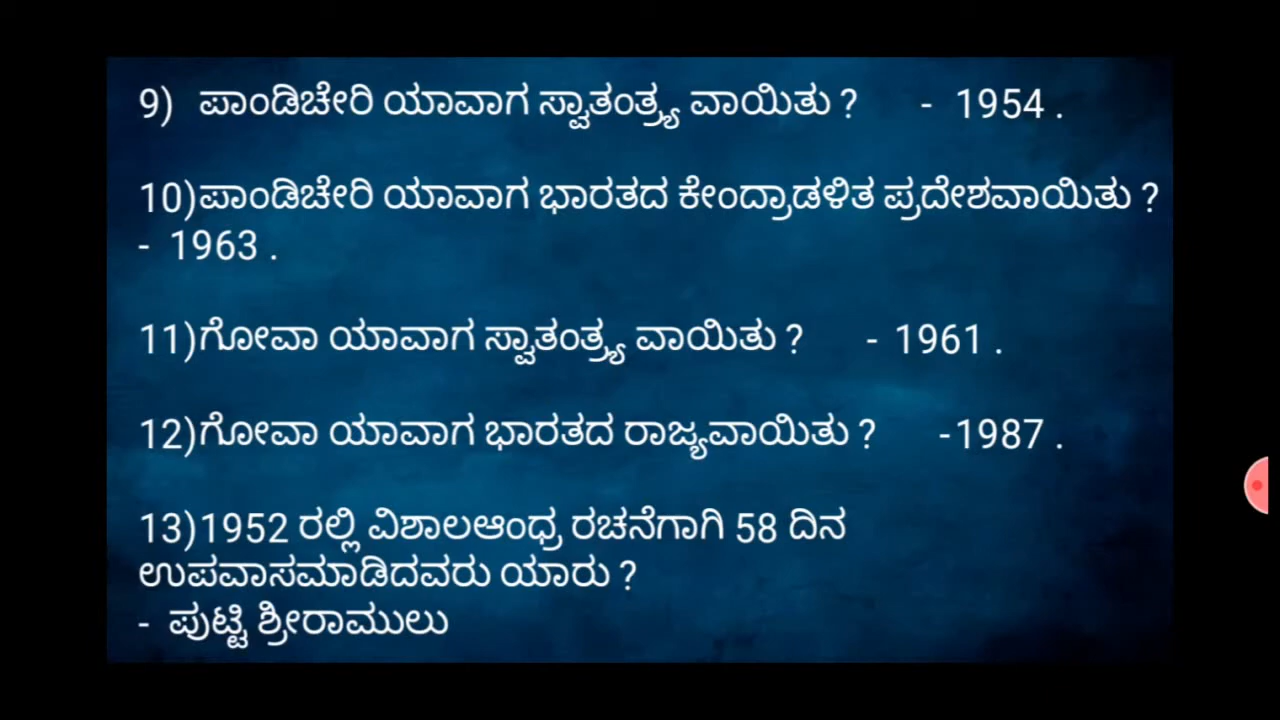 9) ಪಾಂಡಿಚೇರಿ ಯಾವಾಗ ಸ್ವಾತಂತ್ರ್ಯ ವಾಯಿತು ? - 1954 .
10)ಪಾಂಡಿಚೇರಿ ಯಾವಾಗ ಭಾರತದ ಕೇಂದ್ರಾಡಳಿತ ಪ್ರದೇಶವಾಯಿತು ?
- 1963 .
11)ಗೋವಾ ಯಾವಾಗ ಸ್ವಾತಂತ್ರ್ಯ ವಾಯಿತು ? - 1961 .
12)ಗೋವಾ ಯಾವಾಗ ಭಾರತದ ರಾಜ್ಯವಾಯಿತು ? -1987 .
13)1952 ರಲ್ಲಿ ವಿಶಾಲಆಂಧ್ರ ರಚನೆಗಾಗಿ 58 ದಿನ
ಉಪವಾಸಮಾಡಿದವರು ಯಾರು ?
- ಪುಟ್ಟಿ ಶ್ರೀರಾಮುಲು